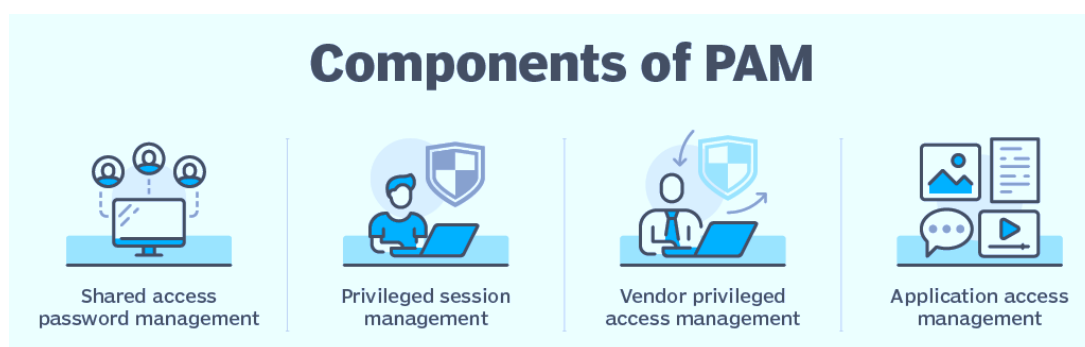 Components of PAM
Shared access
password management
Privileged session
management
Vendor privileged
access management
Application access
management